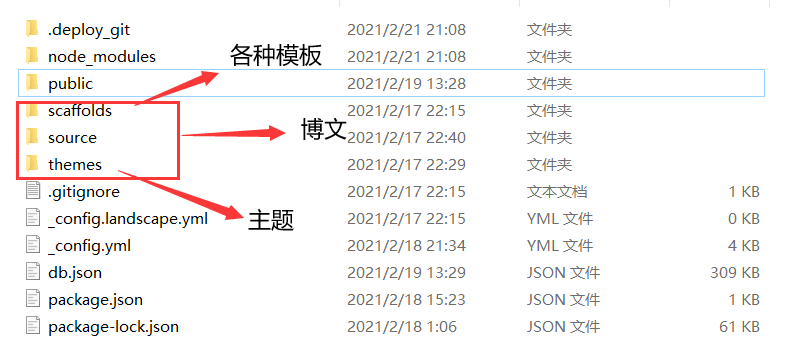 .deploy_git 2021/2/21 21:08 文件夹
node_modules 2021/2/21 21:08 文件夹
各种模板
public 2021/2/19 13:28 文件夹
scaffolds 2021/2/17 22:15 文件夹
source 2021/2/17 22:40 文件夹
博文
themes 2021/2/17 22:29 文件夹
.gitignore 2021/2/17 22:15 文本文档 1 KB
_config.landscape.yml 2021/2/17 22:15 YML 文件 0 KB
主题
_config.yml 2021/2/18 21:34 YML 文件 4 KB
db.json 2021/2/19 13:29 JSON 文件 309 KB
package.json 2021/2/18 15:23 JSON 文件 1 KB
package-lock.json 2021/2/18 1:06 JSON 文件 61 KB